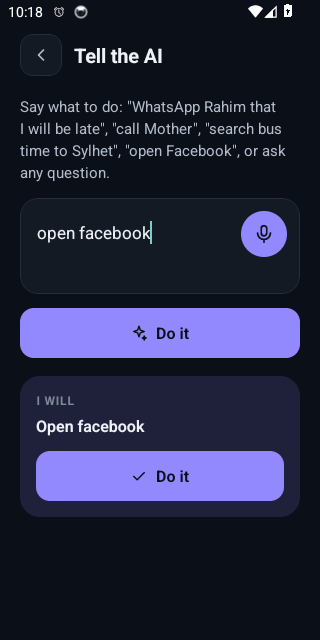 10:18
Tell the AI
Say what to do: "WhatsApp Rahim that
I will be late", "call Mother", "search bus
time to Sylhet", "open Facebook", or ask
any question.
open facebook
Do it
I WILL
Open facebook
Do it